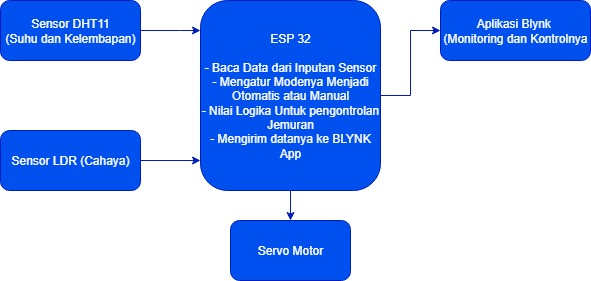 Sensor DHT11
(Suhu dan Kelembapan)
ESP 32
- Baca Data dari Inputan Sensor
- Mengatur Modenya Menjadi
Otomatis atau Manual
- Nilai Logika Untuk pengontrolan
Jemuran
- Mengirim datanya ke BLYNK
App
Aplikasi Blynk
(Monitoring dan Kontrolnya
Sensor LDR (Cahaya)
Servo Motor